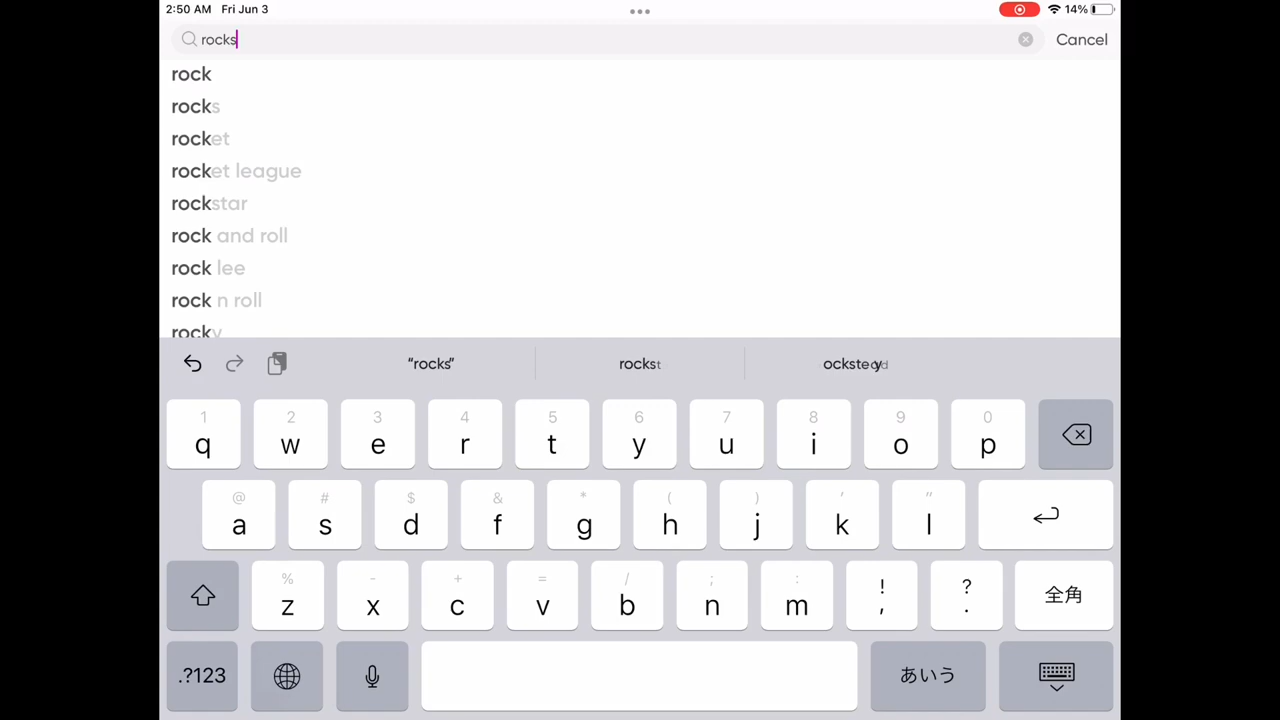 2:50 AM Fri Jun 3 14%
rocks Cancel
rock
rocks
rocket
rocket league
rockstar
rock and roll
rock lee
rock n roll
rocky
“rocks” rockst
1 2 3 4 5 6 7 8 9 0
q w e r t y u i o p
@ # $ & * ( ) ' "
a s d f g h j k l
% - + = / ; : ! ?
z x c v b n m , . 全角
.?123 あいう